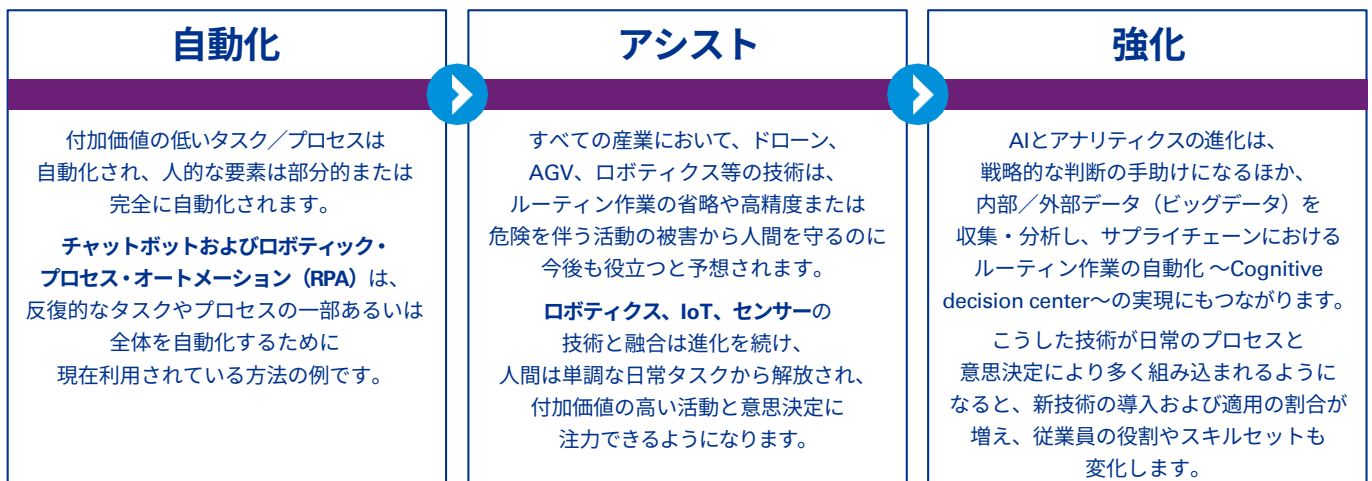 自動化
付加価値の低いタスク／プロセスは
自動化され、人的な要素は部分的または
完全に自動化されます。
チャットボットおよびロボティック・
プロセス・オートメーション（RPA）は、
反復的なタスクやプロセスの一部あるいは
全体を自動化するために
現在利用されている方法の例です。
アシスト
すべての産業において、ドローン、
AGV、ロボティクス等の技術は、
ルーティン作業の省略や高精度または
危険を伴う活動の被害から人間を守るのに
今後も役立つと予想されます。
ロボティクス、IoT、センサーの
技術と融合は進化を続け、
人間は単調な日常タスクから解放され、
付加価値の高い活動と意思決定に
注力できるようになります。
強化
AIとアナリティクスの進化は、
戦略的な判断の手助けになるほか、
内部／外部データ（ビッグデータ）を
収集・分析し、サプライチェーンにおける
ルーティン作業の自動化 ～Cognitive
decision center～の実現にもつながります。
こうした技術が日常のプロセスと
意思決定により多く組み込まれるように
なると、新技術の導入および適用の割合が
増え、従業員の役割やスキルセットも
変化します。